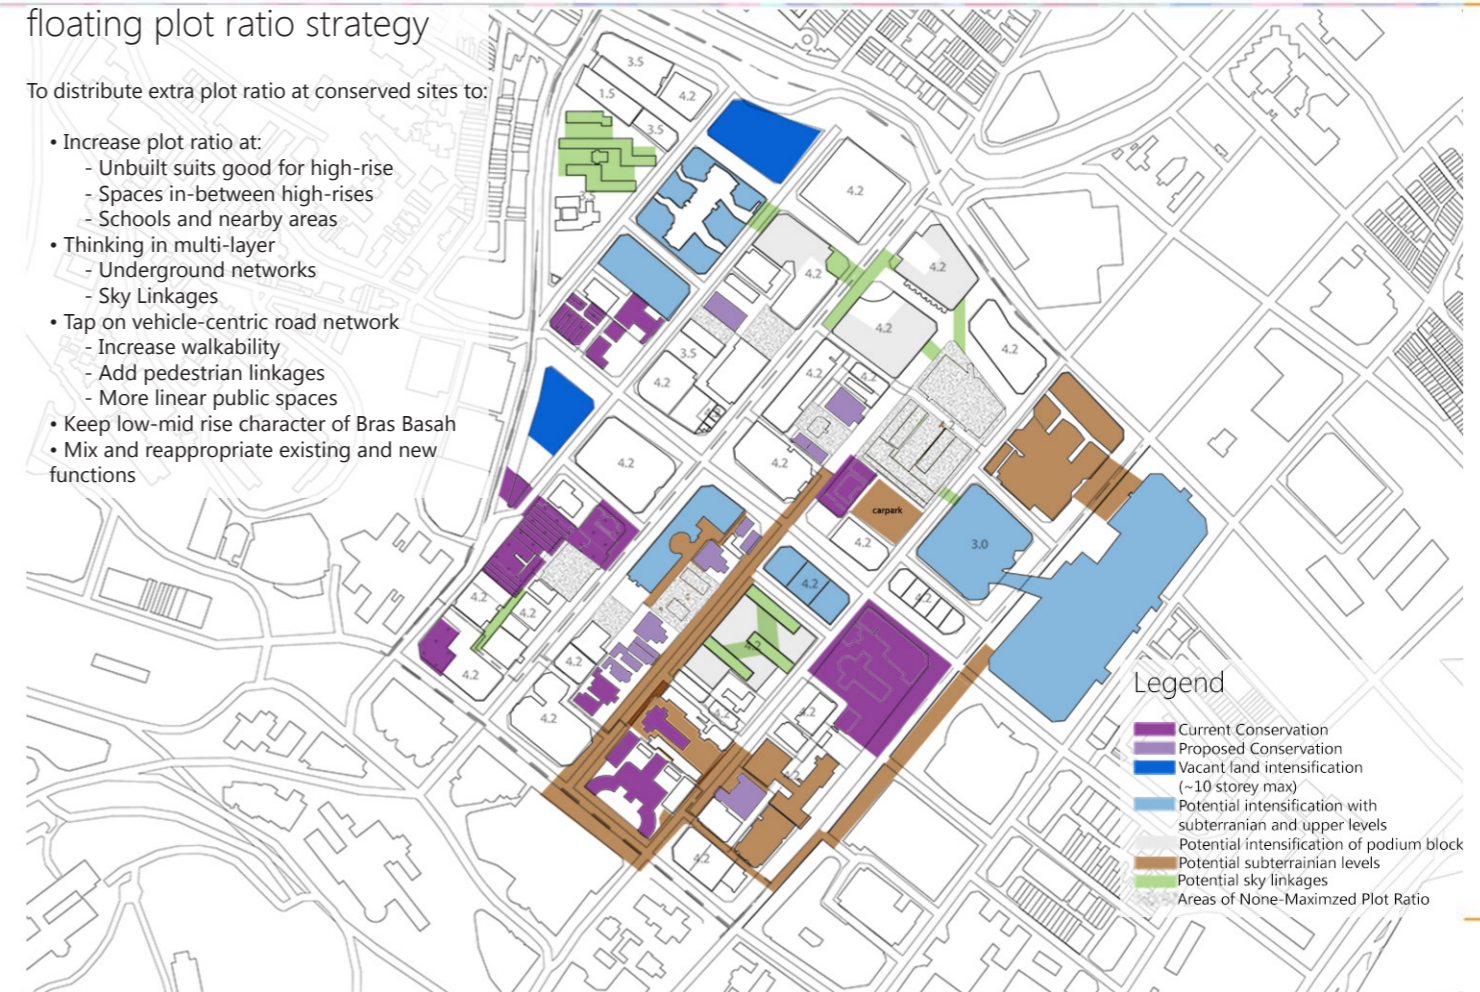 floating plot ratio strategy
To distribute extra plot ratio at conserved sites to:
• Increase plot ratio at:
- Unbuilt suits good for high-rise
- Spaces in-between high-rises
- Schools and nearby areas
• Thinking in multi-layer
- Underground networks
- Sky Linkages
• Tap on vehicle-centric road network
- Increase walkability
- Add pedestrian linkages
- More linear public spaces
• Keep low-mid rise character of Bras Basah
• Mix and reappropriate existing and new
functions
3.5
1.5
4.2
3.5
4.2
4.2
4.2
4.2
4.2
3.5
4.2
4.2
4.2
4.2
4.2
carpark
4.2
3.0
4.2
4.2
4.2
4.2
4.2
4.2
4.2
4.2
4.2
4.2
4.2
4.2
Legend
Current Conservation
Proposed Conservation
Vacant land intensification
(~10 storey max)
Potential intensification with
subterranian and upper levels
Potential intensification of podium block
Potential subterrainian levels
Potential sky linkages
Areas of None-Maximzed Plot Ratio